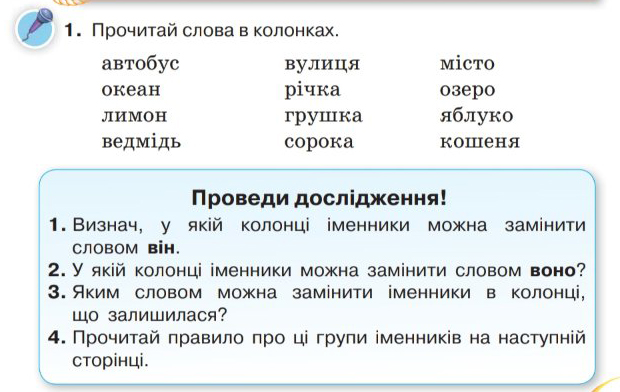 1. Прочитай слова в колонках.
автобус вулиця місто
океан річка озеро
лимон грушка яблуко
ведмідь сорока кошеня
Проведи дослідження!
1. Визнач, у якій колонці іменники можна замінити
словом він.
2. У якій колонці іменники можна замінити словом воно?
3. Яким словом можна замінити іменники в колонці,
що залишилася?
4. Прочитай правило про ці групи іменників на наступній
сторінці.